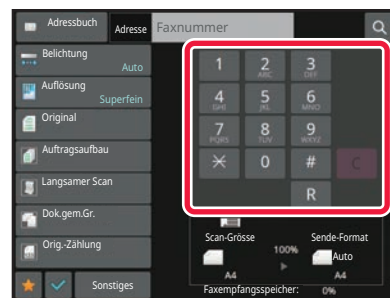 Adressbuch Adresse Faxnummer
Belichtung
Auto
Auflösung
Superfein
Original
Auftragsaufbau
Langsamer Scan
Dok.gem.Gr.
Orig.-Zählung
Sonstiges
1 2 3
ABC DEF
4 5 6
GHI JKL MNO
7 8 9
PQRS TUV WXYZ
0 # C
R
Scan-Grösse Sende-Format
100% Auto
A4 A4
Faxempfangsspeicher: 0%